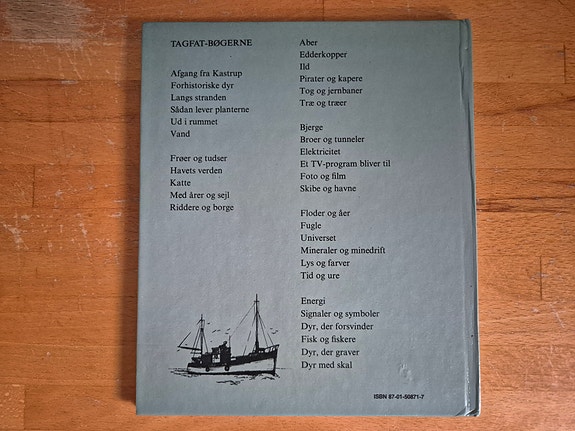 TAGFAT-BØGERNE
Afgang fra Kastrup
Forhistoriske dyr
Langs stranden
Sådan lever planterne
Ud i rummet
Vand
Frøer og tudser
Havets verden
Katte
Med årer og sejl
Riddere og borge
Aber
Edderkopper
Ild
Pirater og kapere
Tog og jernbaner
Træ og træer
Bjerge
Broer og tunneler
Elektricitet
Et TV-program bliver til
Foto og film
Skibe og havne
Floder og åer
Fugle
Universet
Mineraler og minedrift
Lys og farver
Tid og ure
Energi
Signaler og symboler
Dyr, der forsvinder
Fisk og fiskere
Dyr, der graver
Dyr med skal
ISBN 87-01-50871-7